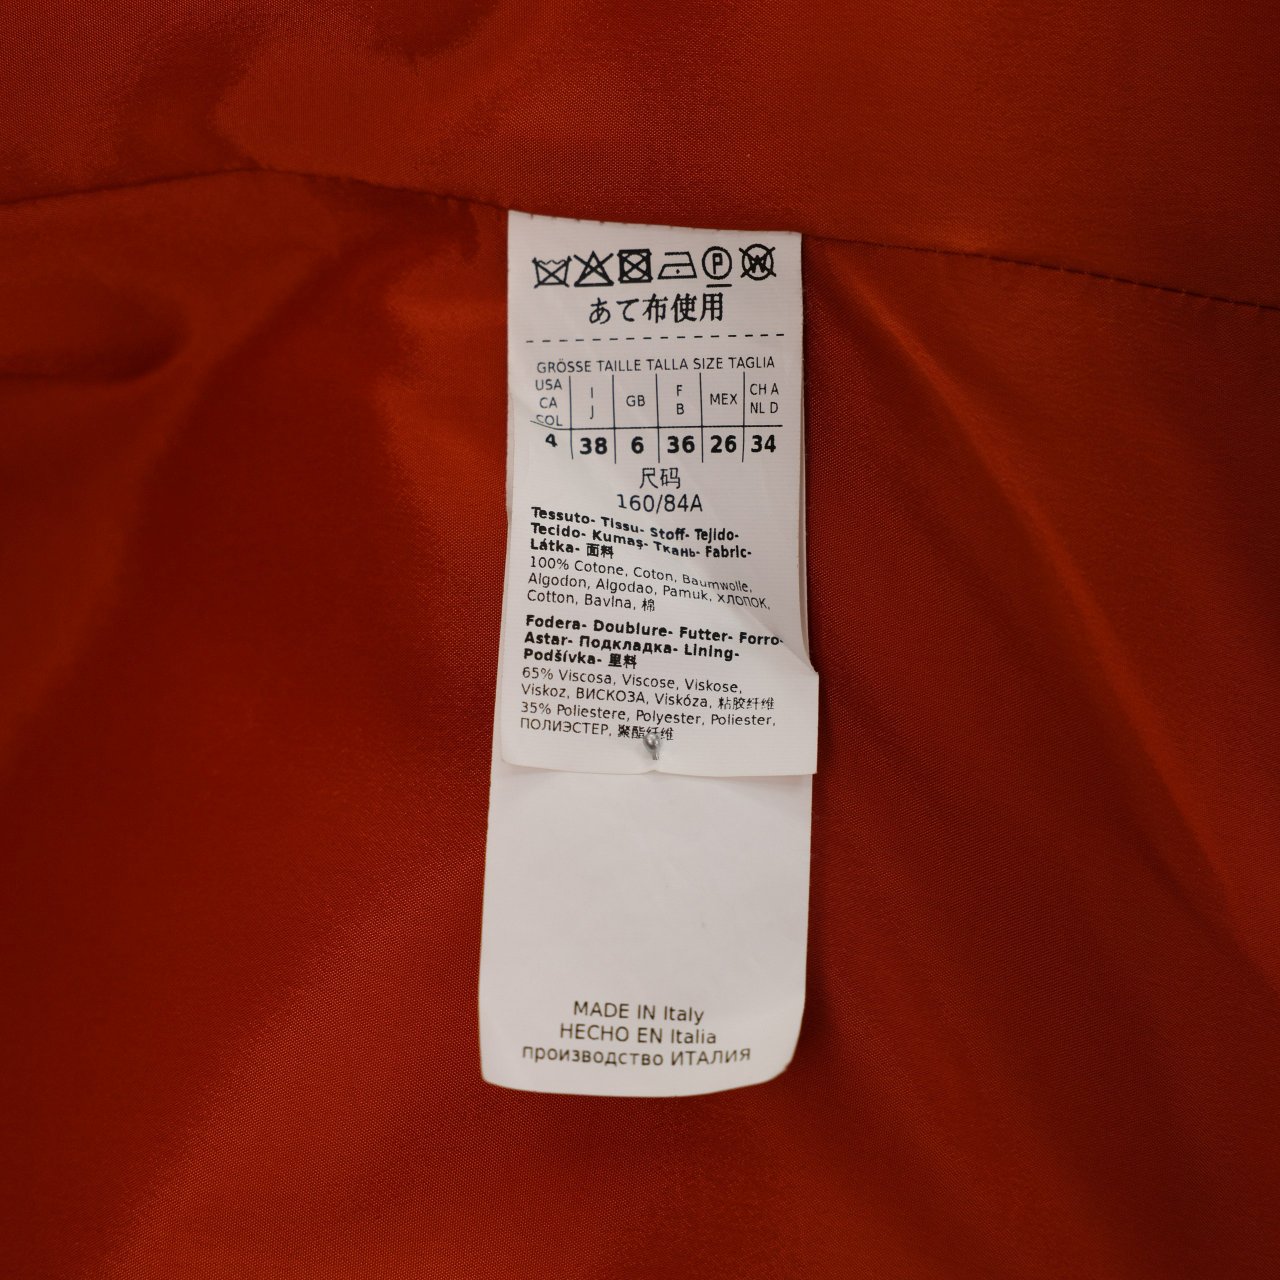 あて布使用
GRÖSSE TAILLE TALLA SIZE TAGLIA
USA CA COL I J GB F B MEX CH A NL D
4 38 6 36 26 34
尺码
160/84A
Tessuto- Tissu- Stoff- Tejido-
Tecido- Kumaş- Ткань- Fabric-
Látka- 面料
100% Cotone, Coton, Baumwolle,
Algodon, Algodao, Pamuk, ХЛОПОК,
Cotton, Bavlna, 棉
Fodera- Doublure- Futter- Forro-
Astar- Подкладка- Lining-
Podšívka- 里料
65% Viscosa, Viscose, Viskose,
Viskoz, ВИСКОЗА, Viskóza, 粘胶纤维
35% Poliestere, Polyester, Poliester,
ПОЛИЭСТЕР, 聚酯纤维
MADE IN Italy
HECHO EN Italia
производство ИТАЛИЯ